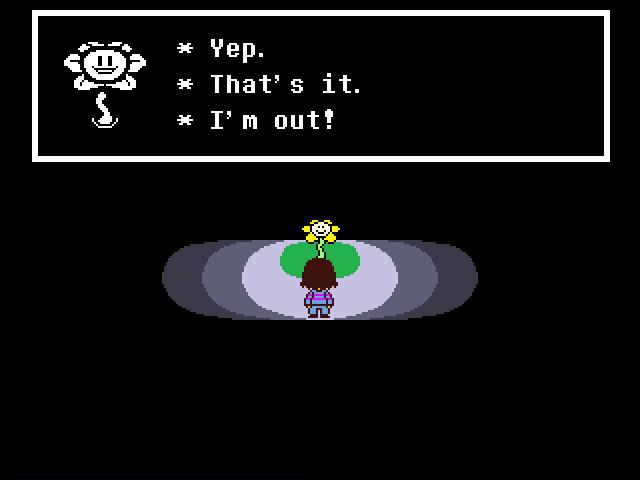 * Yep.
* That's it.
* I'm out!